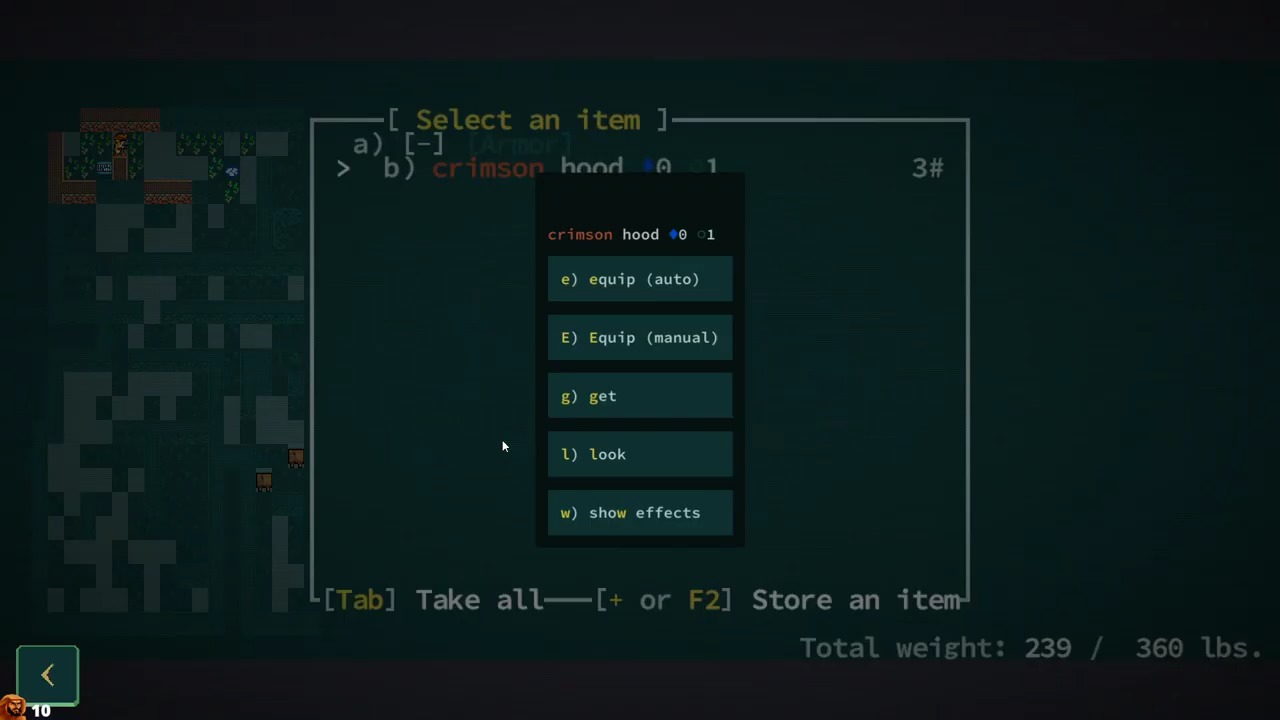 [ Select an item ]
a) [-] [Armor]
> b) crimson hood ♦0 ○1 3#
crimson hood ♦0 ○1
e) equip (auto)
E) Equip (manual)
g) get
l) look
w) show effects
[Tab] Take all [+ or F2] Store an item
Total weight: 239 / 360 lbs.
10